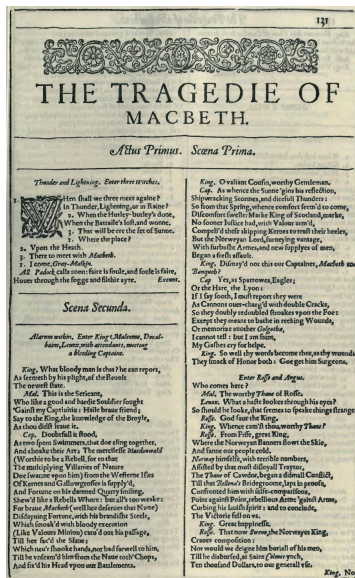 131
THE TRAGEDIE OF
MACBETH.
Actus Primus. Scœna Prima.
Thunder and Lightning. Enter three Witches.
1. WHen shall we three meet againe?
In Thunder, Lightning, or in Raine?
2. When the Hurley-burley's done,
When the Battaile's lost, and wonne.
3. That will be ere the set of Sunne.
1. Where the place?
2. Vpon the Heath.
3. There to meet with Macbeth.
1. I come, Gray-Malkin.
All. Padock calls anon: faire is foule, and foule is faire,
Houer through the fogge and filthie ayre. Exeunt.
Scena Secunda.
Alarum within. Enter King Malcome, Donal-
baine, Lenox, with attendants, meeting
a bleeding Captaine.
King. What bloody man is that? he can report,
As seemeth by his plight, of the Reuolt
The newest state.
Mal. This is the Serieant,
Who like a good and hardie Souldier fought
'Gainst my Captiuitie: Haile braue friend;
Say to the King, the knowledge of the Broyle,
As thou didst leaue it.
Cap. Doubtfull it stood,
As two spent Swimmers, that doe cling together,
And choake their Art: The mercilesse Macdonwald
(Worthie to be a Rebell, for to that
The multiplying Villanies of Nature
Doe swarme vpon him) from the Westerne Isles
Of Kernes and Gallowgrosses is supply'd,
And Fortune on his damned Quarry smiling,
Shew'd like a Rebells Whore: but all's too weake:
For braue Macbeth (well hee deserues that Name)
Disdayning Fortune, with his brandisht Steele,
Which smoak'd with bloody execution
(Like Valours Minion) caru'd out his passage,
Till hee fac'd the Slaue:
Which neu'r shooke hands, nor bad farwell to him,
Till he vnseam'd him from the Naue toth' Chops,
And fix'd his Head vpon our Battlements.
King. O valiant Cousin, worthy Gentleman.
Cap. As whence the Sunne 'gins his reflection,
Shipwracking Stormes, and direfull Thunders:
So from that Spring, whence comfort seem'd to come,
Discomfort swells: Marke King of Scotland, marke,
No sooner Iustice had, with Valour arm'd,
Compell'd these skipping Kernes to trust their heeles,
But the Norweyan Lord, surueying vantage,
With furbusht Armes, and new supplyes of men,
Began a fresh assault.
King. Dismay'd not this our Captaines, Macbeth and
Banquoh?
Cap. Yes, as Sparrowes, Eagles;
Or the Hare, the Lyon:
If I say sooth, I must report they were
As Cannons ouer-charg'd with double Cracks,
So they doubly redoubled stroakes vpon the Foe:
Except they meant to bathe in reeking Wounds,
Or memorize another Golgotha,
I cannot tell: but I am faint,
My Gashes cry for helpe.
King. So well thy words become thee, as thy wounds,
They smack of Honor both: Goe get him Surgeons.
Enter Rosse and Angus.
Who comes here?
Mal. The worthy Thane of Rosse.
Lenox. What a haste lookes through his eyes?
So should he looke, that seemes to speake things strange.
Rosse. God saue the King.
King. Whence cam'st thou, worthy Thane?
Rosse. From Fiffe, great King,
Where the Norweyan Banners flowt the Skie,
And fanne our people cold.
Norway himselfe, with terrible numbers,
Assisted by that most disloyall Traytor,
The Thane of Cawdor, began a dismall Conflict,
Till that Bellona's Bridegroome, lapt in proofe,
Confronted him with selfe-comparisons,
Point against Point, rebellious Arme 'gainst Arme,
Curbing his lauish spirit: and to conclude,
The Victorie fell on vs.
King. Great happinesse.
Rosse. That now Sweno, the Norwayes King,
Craues composition:
Nor would we deigne him buriall of his men,
Till he disbursed, at Saint Colmes ynch,
Ten thousand Dollars, to our generall vse.
King. No